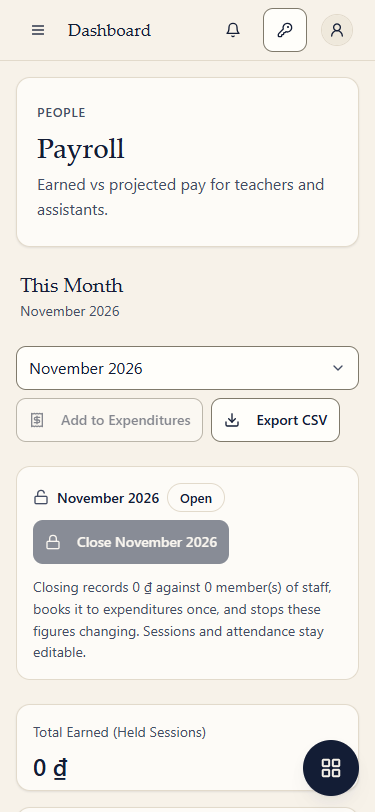 Dashboard
PEOPLE
Payroll
Earned vs projected pay for teachers and
assistants.
This Month
November 2026
November 2026
Add to Expenditures
Export CSV
November 2026
Open
Close November 2026
Closing records 0 ₫ against 0 member(s) of staff,
books it to expenditures once, and stops these
figures changing. Sessions and attendance stay
editable.
Total Earned (Held Sessions)
0 ₫